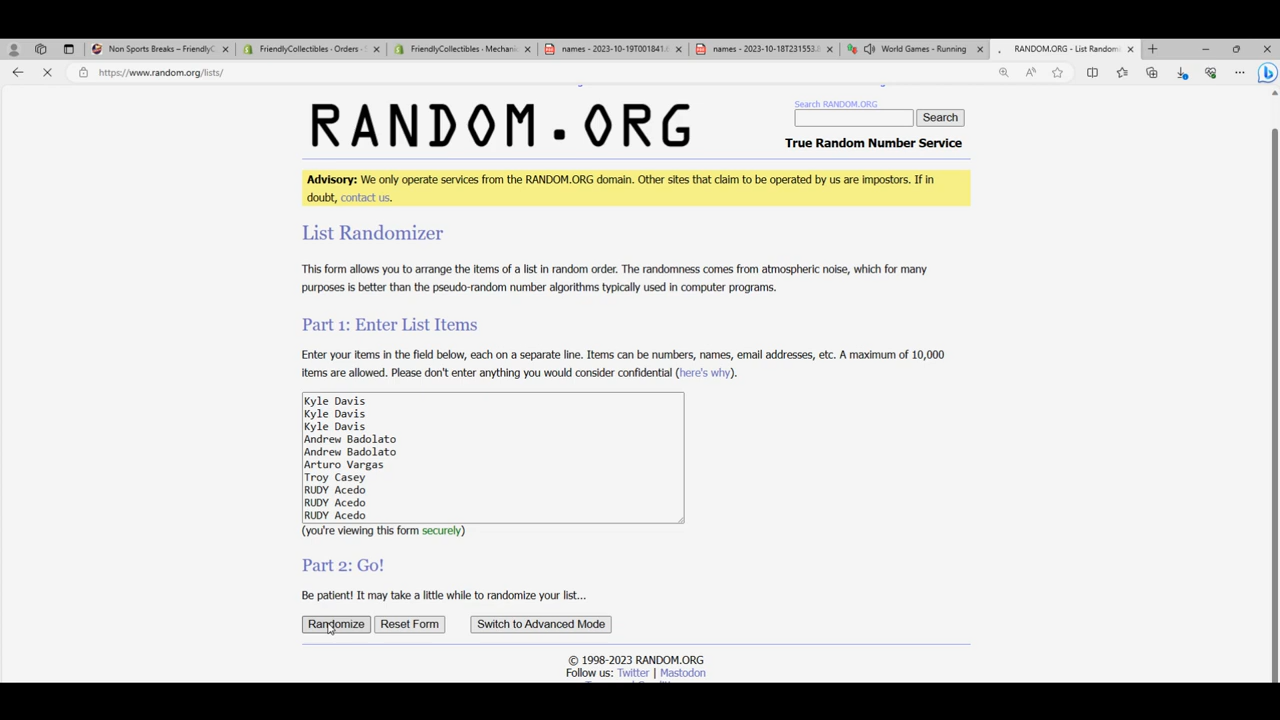 Non Sports Breaks – FriendlyC
FriendlyCollectibles · Orders ·
FriendlyCollectibles · Mechani
names - 2023-10-19T001841.6
names - 2023-10-18T231553.8
World Games - Running
RANDOM.ORG - List Randomi
https://www.random.org/lists/
RANDOM.ORG
Search RANDOM.ORG
Search
True Random Number Service
Advisory: We only operate services from the RANDOM.ORG domain. Other sites that claim to be operated by us are impostors. If in
doubt, contact us.
List Randomizer
This form allows you to arrange the items of a list in random order. The randomness comes from atmospheric noise, which for many
purposes is better than the pseudo-random number algorithms typically used in computer programs.
Part 1: Enter List Items
Enter your items in the field below, each on a separate line. Items can be numbers, names, email addresses, etc. A maximum of 10,000
items are allowed. Please don't enter anything you would consider confidential (here's why).
Kyle Davis
Kyle Davis
Kyle Davis
Andrew Badolato
Andrew Badolato
Arturo Vargas
Troy Casey
RUDY Acedo
RUDY Acedo
RUDY Acedo
(you're viewing this form securely)
Part 2: Go!
Be patient! It may take a little while to randomize your list...
Randomize
Reset Form
Switch to Advanced Mode
© 1998-2023 RANDOM.ORG
Follow us: Twitter | Mastodon